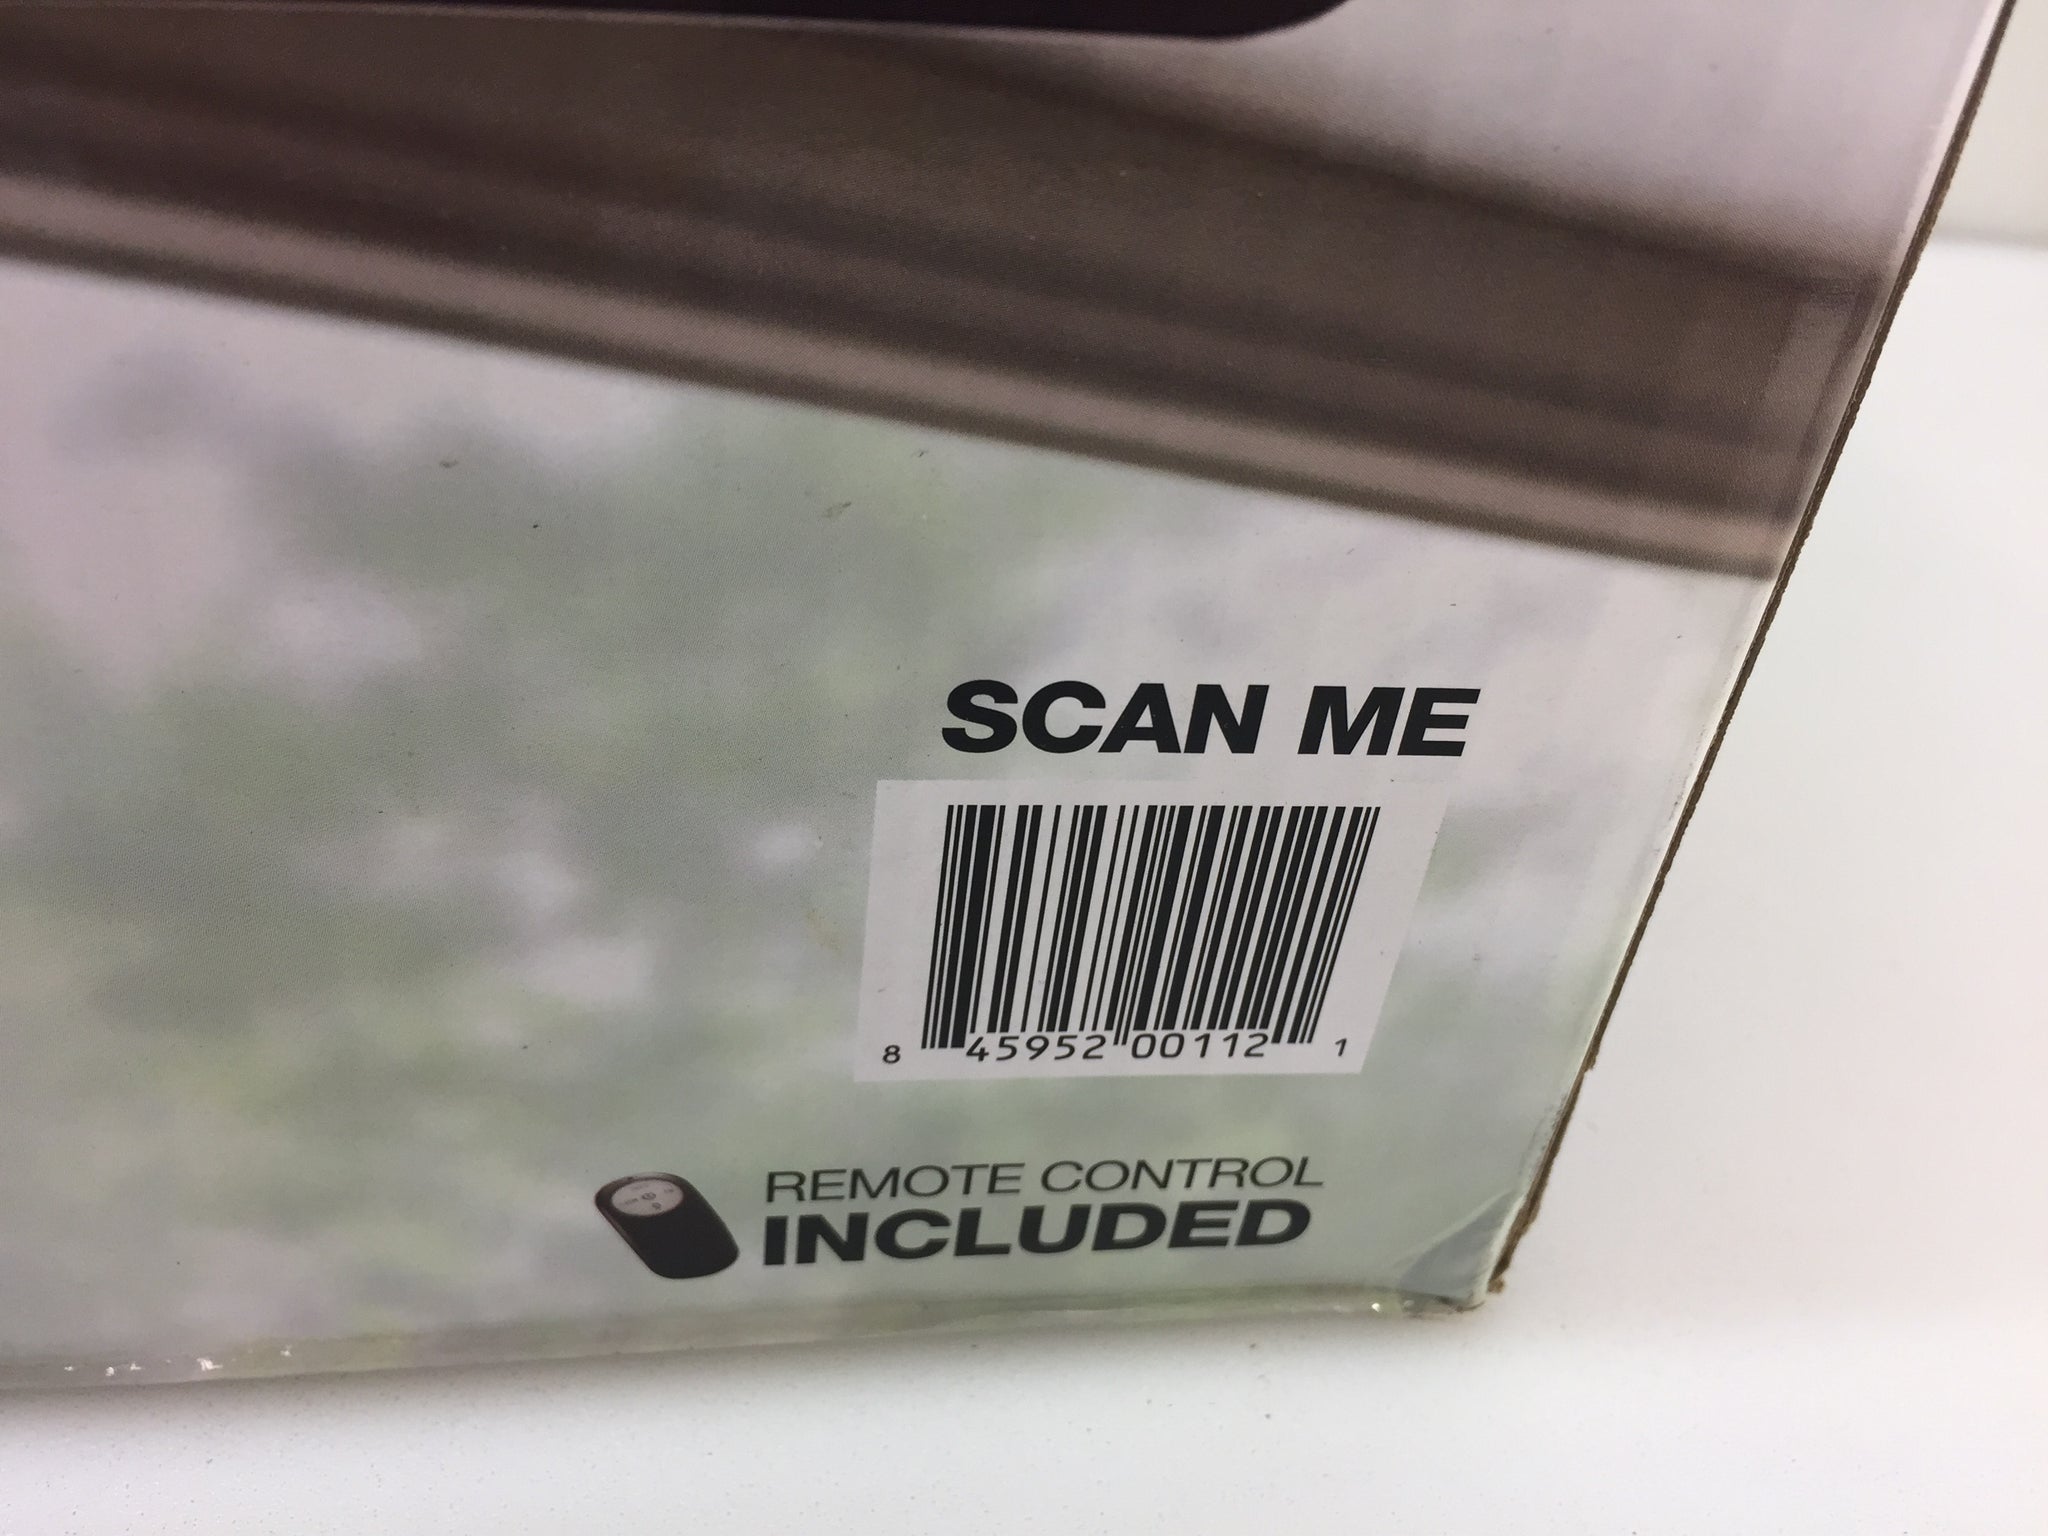 SCAN ME
8 45952 00112 1
REMOTE CONTROL
INCLUDED